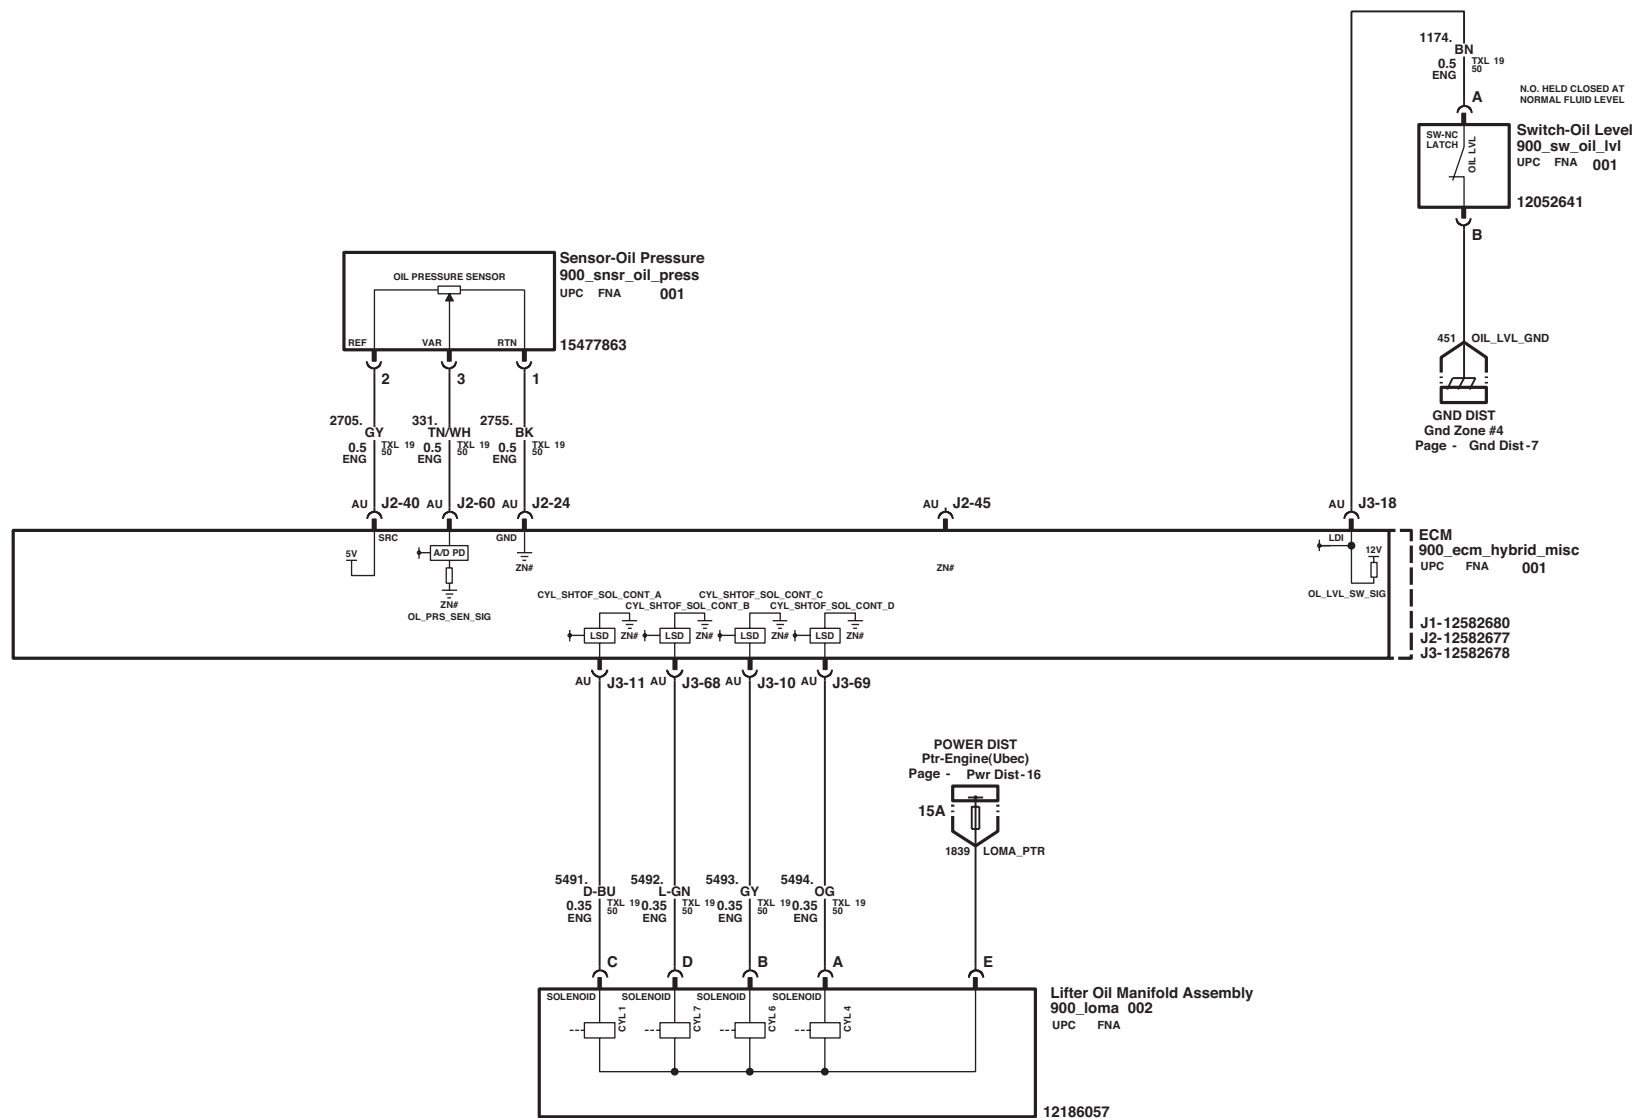 1174.
BN
0.5
TXL 19
50
ENG
A
N.O. HELD CLOSED AT
NORMAL FLUID LEVEL
SW-NC
LATCH
OIL LVL
Switch-Oil Level
900_sw_oil_lvl
UPC FNA 001
12052641
B
451 OIL_LVL_GND
GND DIST
Gnd Zone #4
Page - Gnd Dist-7
Sensor-Oil Pressure
900_snsr_oil_press
UPC FNA 001
15477863
OIL PRESSURE SENSOR
REF VAR RTN
2 3 1
2705. 331. 2755.
GY TN/WH BK
0.5 TXL 19 0.5 TXL 19 0.5 TXL 19
50 50 50
ENG ENG ENG
AU J2-40 AU J2-60 AU J2-24 AU J2-45 AU J3-18
SRC GND LDI
5V A/D PD 12V
ZN# ZN#
ZN#
OL_PRS_SEN_SIG
OL_LVL_SW_SIG
ECM
900_ecm_hybrid_misc
UPC FNA 001
J1-12582680
J2-12582677
J3-12582678
CYL_SHTOF_SOL_CONT_A CYL_SHTOF_SOL_CONT_C
CYL_SHTOF_SOL_CONT_B CYL_SHTOF_SOL_CONT_D
LSD ZN# LSD ZN# LSD ZN# LSD ZN#
AU J3-11 AU J3-68 AU J3-10 AU J3-69
POWER DIST
Ptr-Engine(Ubec)
Page - Pwr Dist-16
15A
1839 LOMA_PTR
5491. 5492. 5493. 5494.
D-BU L-GN GY OG
0.35 TXL 19 0.35 TXL 19 0.35 TXL 19 0.35 TXL 19
50 50 50 50
ENG ENG ENG ENG
C D B A E
SOLENOID SOLENOID SOLENOID SOLENOID
CYL 1 CYL 7 CYL 6 CYL 4
Lifter Oil Manifold Assembly
900_loma 002
UPC FNA
12186057